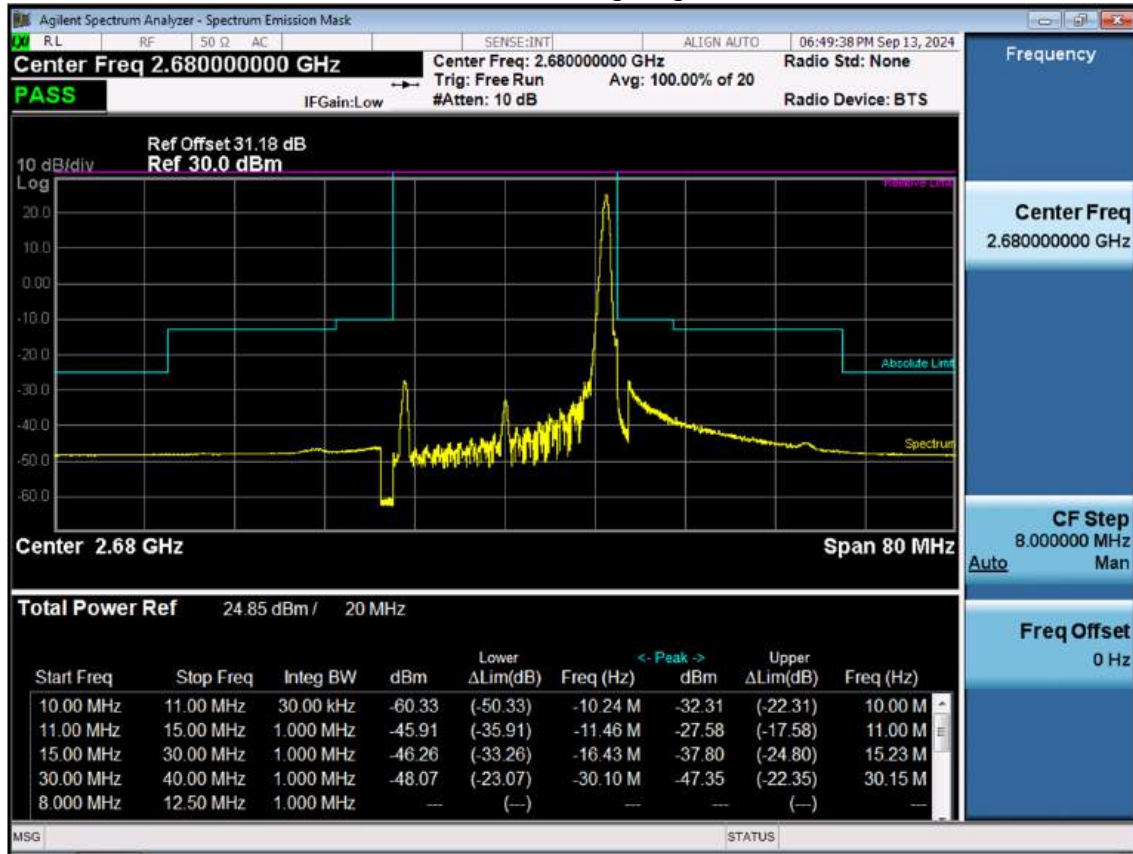 Agilent Spectrum Analyzer - Spectrum Emission Mask
RL RF 50 Ω AC SENSE:INT ALIGN AUTO 06:49:38 PM Sep 13, 2024
Center Freq 2.680000000 GHz
Center Freq: 2.680000000 GHz
Radio Std: None
Trig: Free Run
Avg: 100.00% of 20
PASS
IFGain:Low
#Atten: 10 dB
Radio Device: BTS
Ref Offset 31.18 dB
10 dB/div Ref 30.0 dBm
Log
Relative Limit
20.0
10.0
0.00
-10.0
-20.0
Absolute Limit
-30.0
-40.0
Spectrum
-50.0
-60.0
Center 2.68 GHz Span 80 MHz
Total Power Ref 24.85 dBm / 20 MHz
Lower <- Peak -> Upper
Start Freq Stop Freq Integ BW dBm ΔLim(dB) Freq (Hz) dBm ΔLim(dB) Freq (Hz)
10.00 MHz 11.00 MHz 30.00 kHz -60.33 (-50.33) -10.24 M -32.31 (-22.31) 10.00 M
11.00 MHz 15.00 MHz 1.000 MHz -45.91 (-35.91) -11.46 M -27.58 (-17.58) 11.00 M
15.00 MHz 30.00 MHz 1.000 MHz -46.26 (-33.26) -16.43 M -37.80 (-24.80) 15.23 M
30.00 MHz 40.00 MHz 1.000 MHz -48.07 (-23.07) -30.10 M -47.35 (-22.35) 30.15 M
8.000 MHz 12.50 MHz 1.000 MHz --- (---) --- --- (---) ---
MSG STATUS
Frequency
Center Freq
2.680000000 GHz
CF Step
8.000000 MHz
Auto Man
Freq Offset
0 Hz